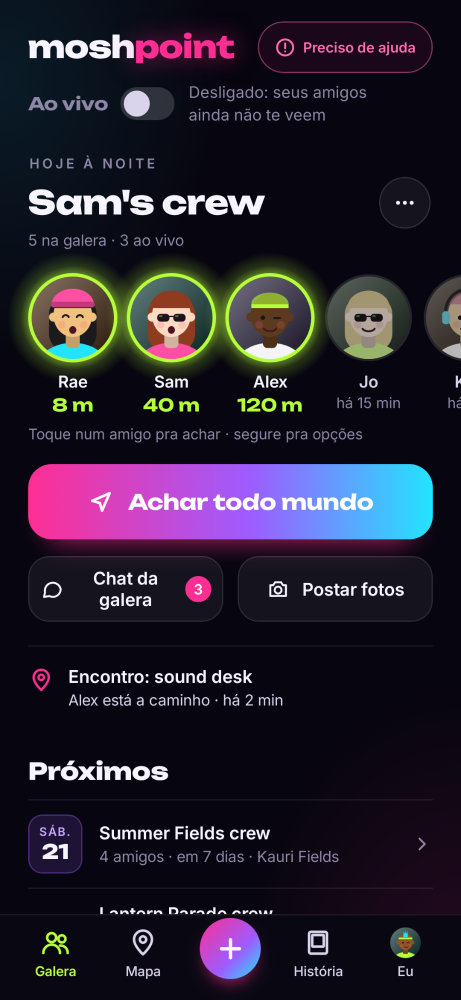 moshpoint
Preciso de ajuda
Ao vivo
Desligado: seus amigos
ainda não te veem
HOJE À NOITE
Sam's crew
5 na galera · 3 ao vivo
Rae
Sam
Alex
Jo
K
8 m
40 m
120 m
há 15 min
há
Toque num amigo pra achar · segure pra opções
Achar todo mundo
Chat da
galera
3
Postar fotos
Encontro: sound desk
Alex está a caminho · há 2 min
Próximos
SÁB.
21
Summer Fields crew
4 amigos · em 7 dias · Kauri Fields
Lantern Parade crew
Galera
Mapa
História
Eu